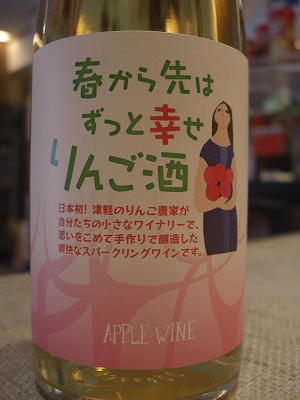 春から先は
ずっと幸せ
りんご酒
日本初！津軽のりんご農家が
自分たちの小さなワイナリーで、
思いをこめて手作りで醸造した
爽快なスパークリングワインです。
APPLE WINE